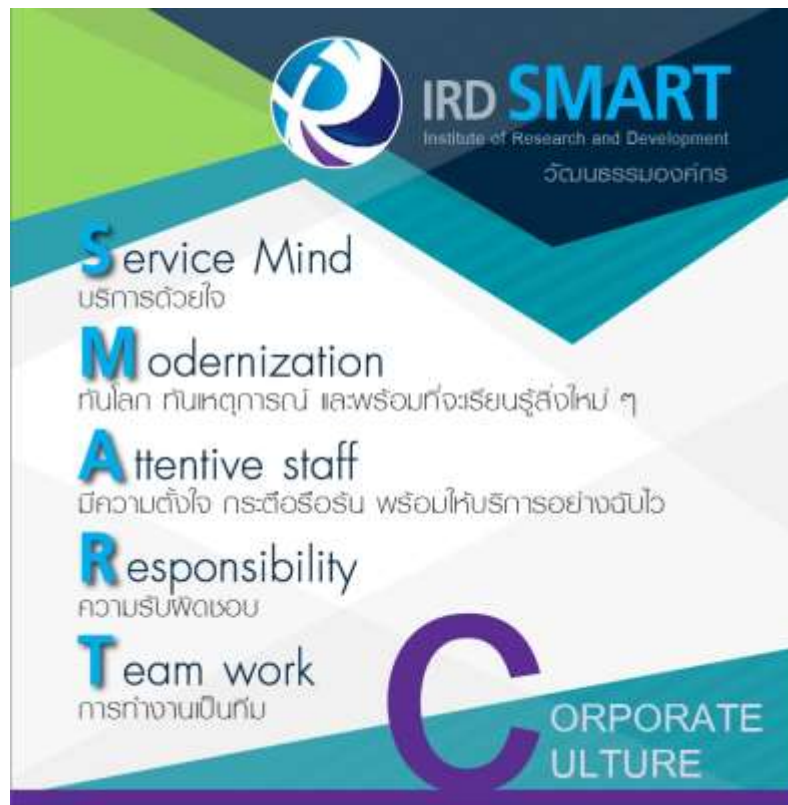 IRD SMART
Institute of Research and Development
วัฒนธรรมองค์กร
Service Mind
บริการด้วยใจ
Modernization
ทันโลก ทันเหตุการณ์ และพร้อมที่จะเรียนรู้สิ่งใหม่ ๆ
Attentive staff
มีความตั้งใจ กระตือรือร้น พร้อมให้บริการอย่างฉับไว
Responsibility
ความรับผิดชอบ
Team work
การทำงานเป็นทีม
CORPORATE
CULTURE